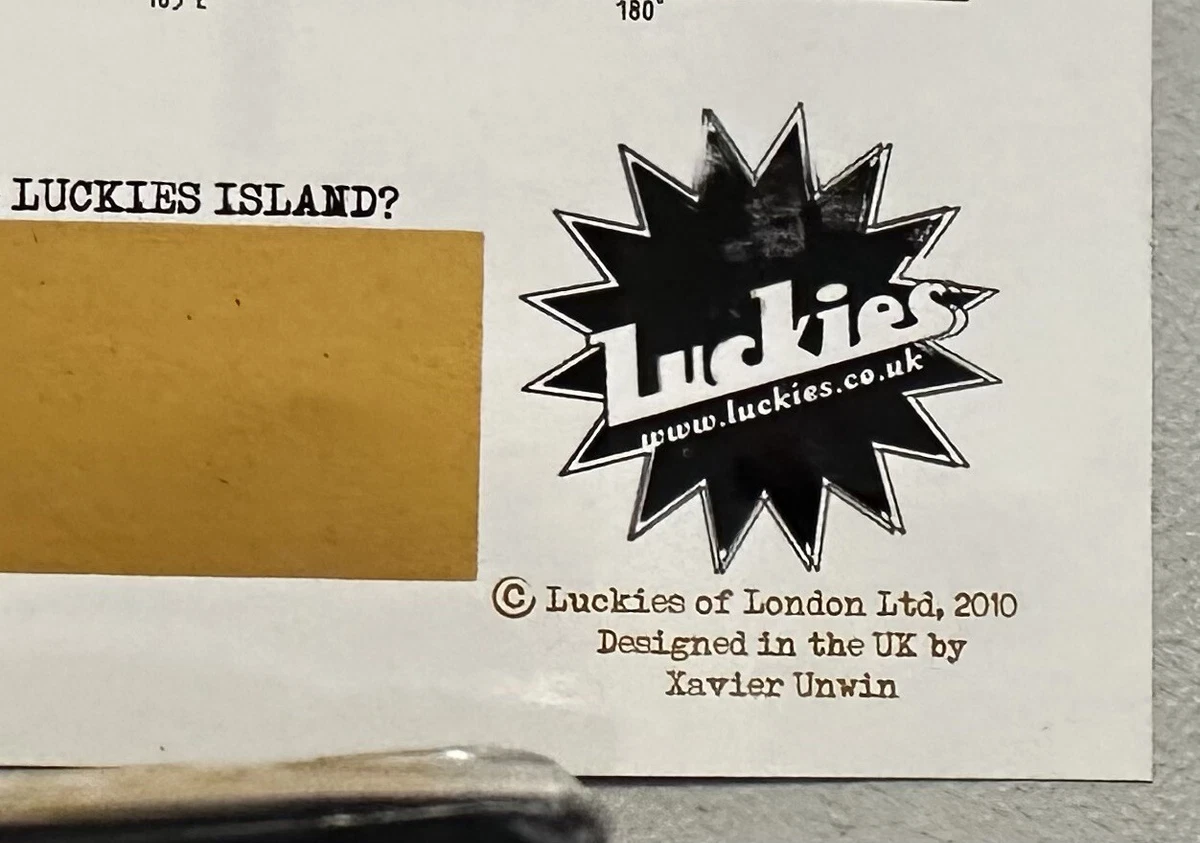 180°
LUCKIES ISLAND?
Luckies
www.luckies.co.uk
© Luckies of London Ltd, 2010
Designed in the UK by
Xavier Unwin